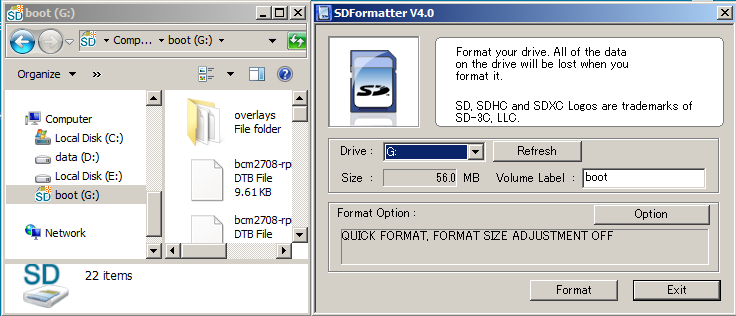 boot (G:)
Comp... ▸ boot (G:)
Organize
Computer
Local Disk (C:)
data (D:)
Local Disk (E:)
boot (G:)
Network
overlays
File folder
bcm2708-rp
DTB File
9.61 KB
bcm2708-rp
DTB File
SD
22 items
SDFormatter V4.0
SD
Format your drive. All of the data
on the drive will be lost when you
format it.
SD, SDHC and SDXC Logos are trademarks of
SD-3C, LLC.
Drive : G: Refresh
Size : 56.0 MB Volume Label : boot
Format Option : Option
QUICK FORMAT, FORMAT SIZE ADJUSTMENT OFF
Format Exit